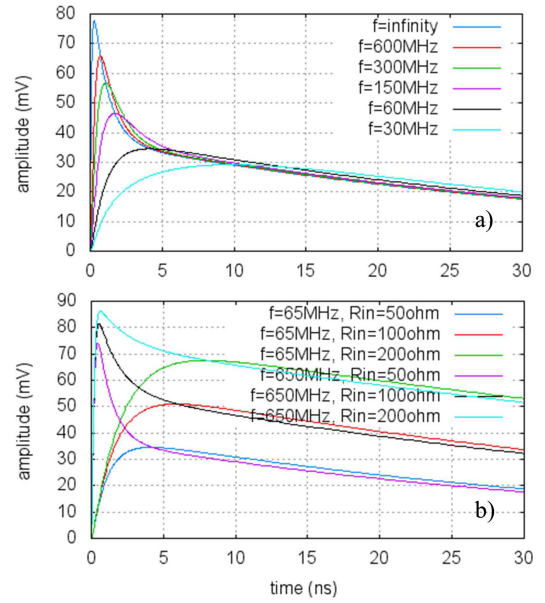 80
70
60
50
40
30
20
10
0
amplitude (mV)
f=infinity
f=600MHz
f=300MHz
f=150MHz
f=60MHz
f=30MHz
a)
0 5 10 15 20 25 30
90
80
70
60
50
40
30
20
10
0
amplitude (mV)
f=65MHz, Rin=50ohm
f=65MHz, Rin=100ohm
f=65MHz, Rin=200ohm
f=650MHz, Rin=50ohm
f=650MHz, Rin=100ohm
f=650MHz, Rin=200ohm
b)
0 5 10 15 20 25 30
time (ns)